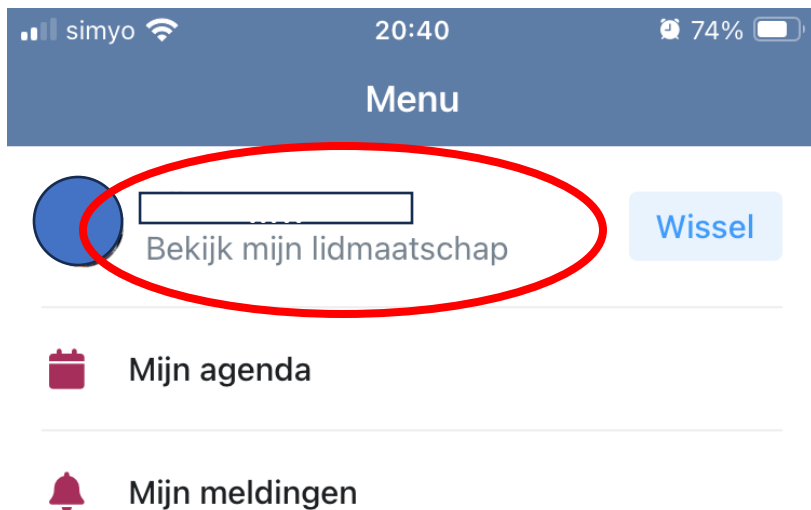 simyo 20:40 74%
Menu
Bekijk mijn lidmaatschap
Wissel
Mijn agenda
Mijn meldingen